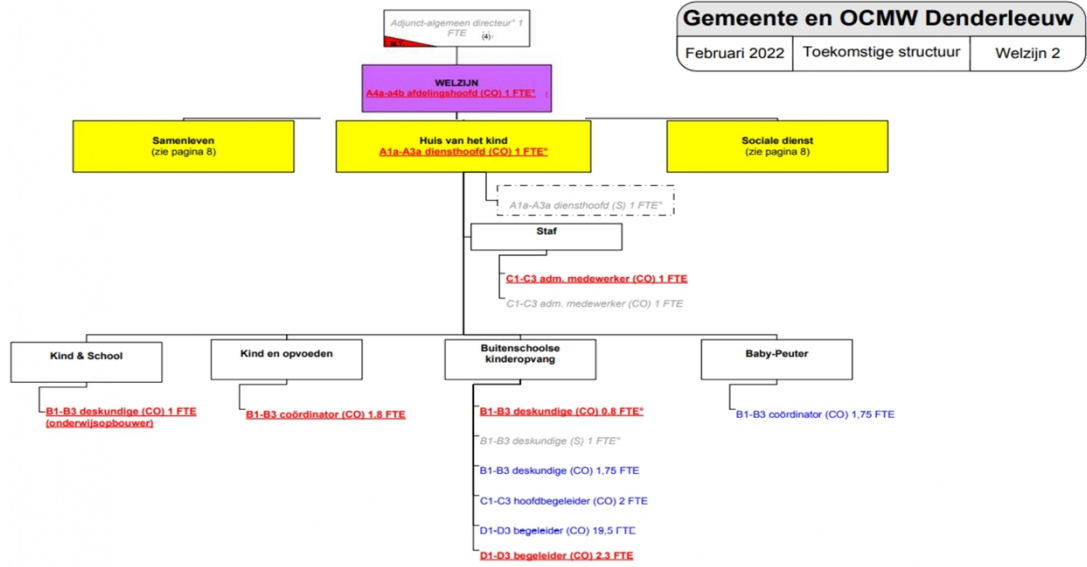 Gemeente en OCMW Denderleeuw
Februari 2022 Toekomstige structuur Welzijn 2
Adjunct-algemeen directeur° 1
FTE (4)
M.T
WELZIJN
A4a-a4b afdelingshoofd (CO) 1 FTE°
Samenleven
(zie pagina 8)
Huis van het kind
A1a-A3a diensthoofd (CO) 1 FTE°
Sociale dienst
(zie pagina 8)
A1a-A3a diensthoofd (S) 1 FTE°
Staf
C1-C3 adm. medewerker (CO) 1 FTE
C1-C3 adm. medewerker (CO) 1 FTE
Kind & School
B1-B3 deskundige (CO) 1 FTE
(onderwijsopbouwer)
Kind en opvoeden
B1-B3 coördinator (CO) 1.8 FTE
Buitenschoolse
kinderopvang
B1-B3 deskundige (CO) 0.8 FTE°
B1-B3 deskundige (S) 1 FTE°
B1-B3 deskundige (CO) 1,75 FTE
C1-C3 hoofdbegeleider (CO) 2 FTE
D1-D3 begeleider (CO) 19,5 FTE
D1-D3 begeleider (CO) 2.3 FTE
Baby-Peuter
B1-B3 coördinator (CO) 1,75 FTE